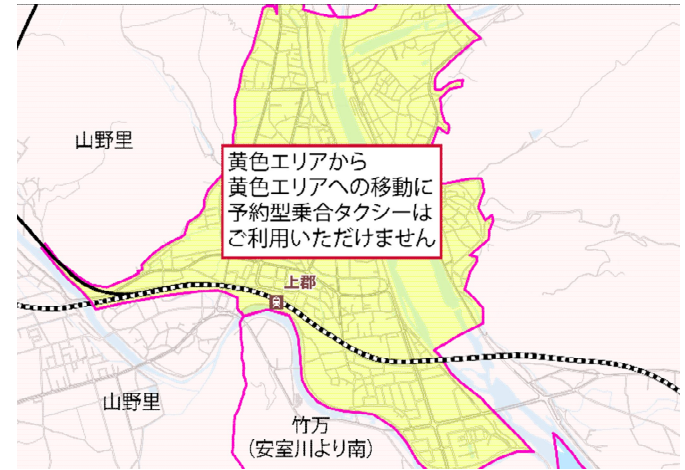 山野里
黄色エリアから
黄色エリアへの移動に
予約型乗合タクシーは
ご利用いただけません
上郡
山野里
竹万
(安室川より南)